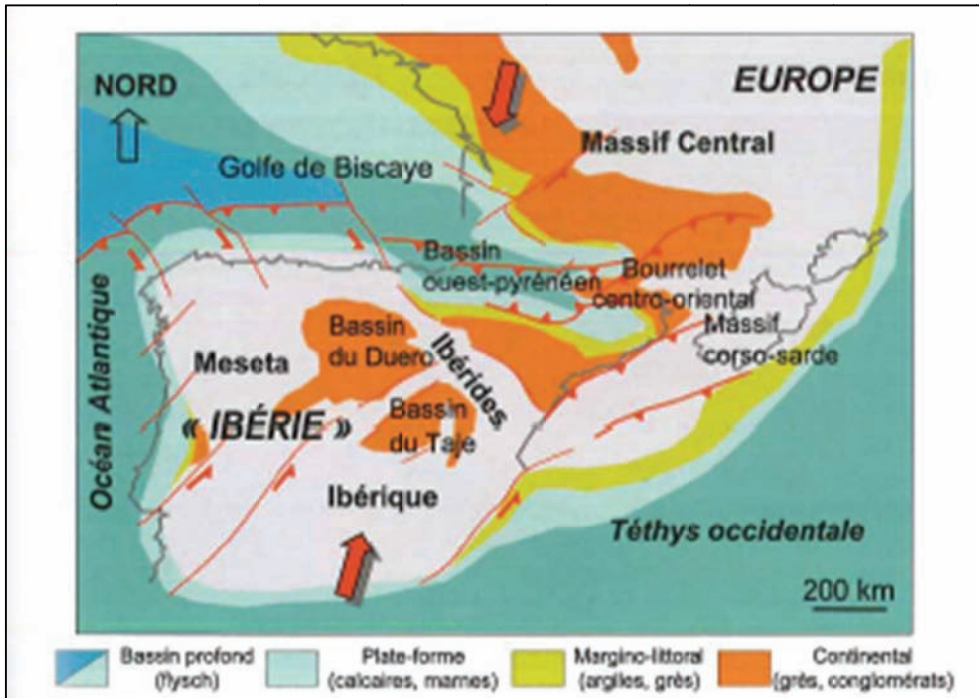 NORD
EUROPE
Massif Central
Golfe de Biscaye
Océan Atlantique
Bassin
ouest-pyrénéen
Bourrelet
centro-oriental
Massif
corso-sarde
Bassin
du Duero
Ibérides
Meseta
« IBÉRIE »
Bassin
du Taje
Ibérique
Téthys occidentale
200 km
Bassin profond
(flysch)
Plate-forme
(calcaires, marnes)
Margino-littoral
(argiles, grès)
Continental
(grès, conglomérats)